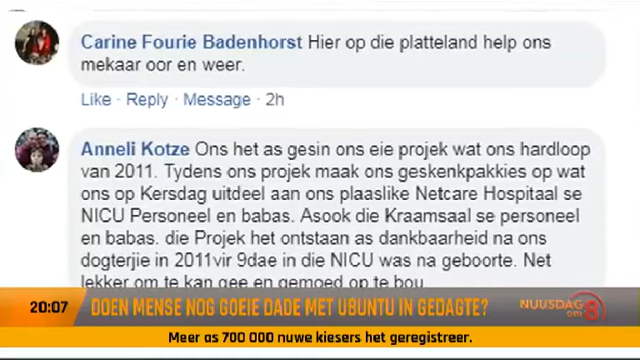 Carine Fourie Badenhorst Hier op die platteland help ons
mekaar oor en weer.
Like · Reply · Message · 2h
Anneli Kotze Ons het as gesin ons eie projek wat ons hardloop
van 2011. Tydens ons projek maak ons geskenkpakkies op wat
ons op Kersdag uitdeel aan ons plaaslike Netcare Hospitaal se
NICU Personeel en babas. Asook die Kraamsaal se personeel
en babas. die Projek het ontstaan as dankbaarheid na ons
dogterjie in 2011vir 9dae in die NICU was na geboorte. Net
lekker om te kan gee en gemoed op te bou.
20:07
DOEN MENSE NOG GOEIE DADE MET UBUNTU IN GEDAGTE?
NUUSDAG
om 8
Meer as 700 000 nuwe kiesers het geregistreer.